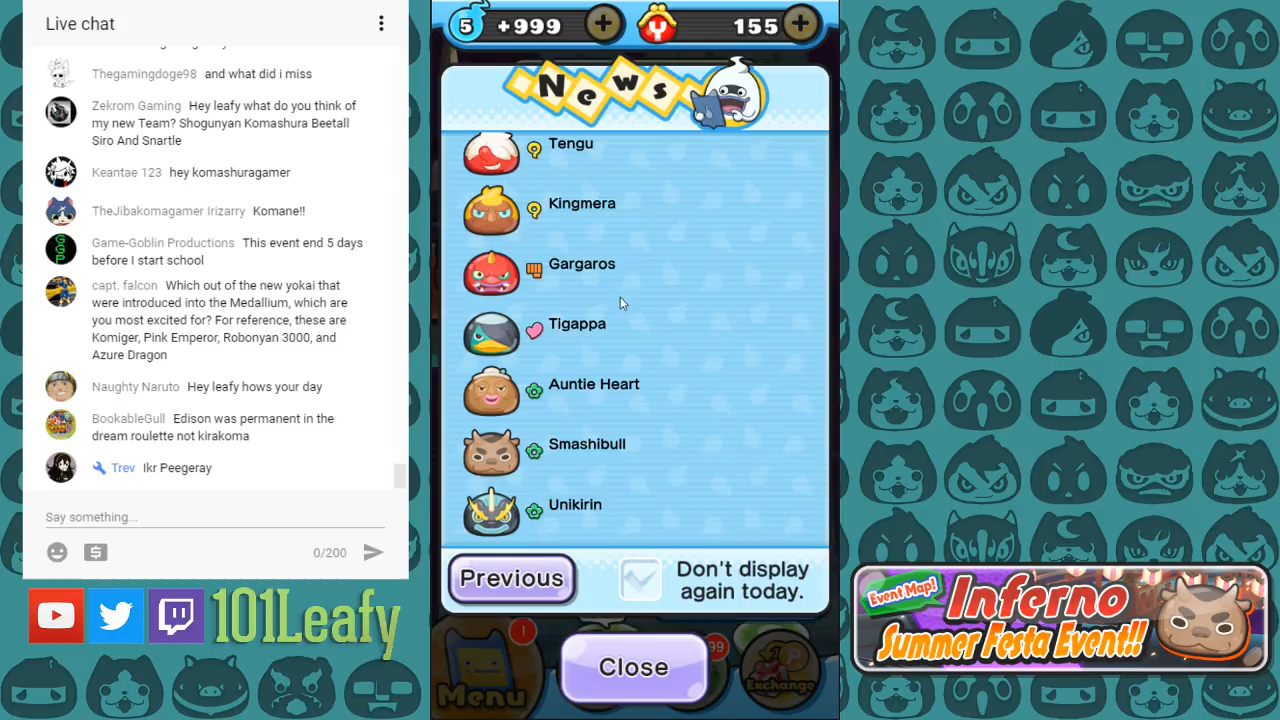 Live chat
Thegamingdoge98 and what did i miss
Zekrom Gaming Hey leafy what do you think of
my new Team? Shogunyan Komashura Beetall
Siro And Snartle
Keantae 123 hey komashuragamer
TheJibakomagamer Irizarry Komane!!
Game-Goblin Productions This event end 5 days
before I start school
capt. falcon Which out of the new yokai that
were introduced into the Medallium, which are
you most excited for? For reference, these are
Komiger, Pink Emperor, Robonyan 3000, and
Azure Dragon
Naughty Naruto Hey leafy hows your day
BookableGull Edison was permanent in the
dream roulette not kirakoma
Trev Ikr Peegeray
Say something...
0/200
101Leafy
5 +999
Y 155
News
Tengu
Kingmera
Gargaros
Tigappa
Auntie Heart
Smashibull
Unikirin
Previous
Don't display
again today.
Close
Menu
!
99
P
Exchange
GGP
Event Map!
Inferno
Summer Festa Event!!